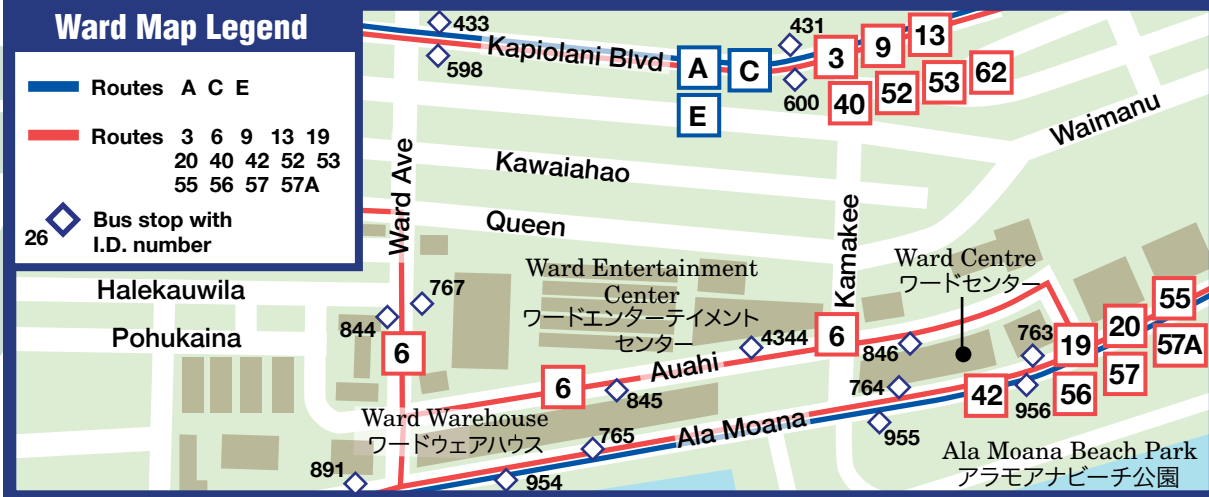 Ward Map Legend
Routes A C E
Routes 3 6 9 13 19
20 40 42 52 53
55 56 57 57A
26
Bus stop with
I.D. number
433
598
Kapiolani Blvd
A
C
E
431
600
3
9
13
40
52
53
62
Waimanu
Kawaiahao
Ward Ave
Queen
Kamakee
Halekauwila
Pohukaina
767
844
6
Ward Entertainment
Center
ワードエンターテイメント
センター
4344
6
Ward Centre
ワードセンター
846
763
19
20
55
57A
57
56
42
956
764
955
6
Auahi
845
Ward Warehouse
ワードウェアハウス
765
Ala Moana
891
954
Ala Moana Beach Park
アラモアナビーチ公園